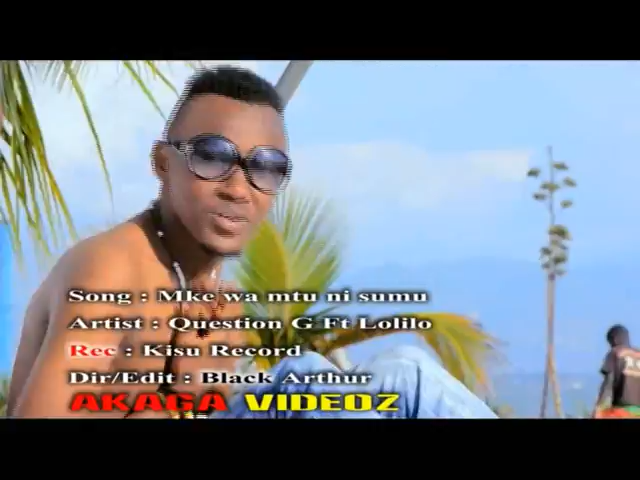 Song : Mke wa mtu ni sumu
Artist : Question G Ft Lolilo
Rec : Kisu Record
Dir/Edit : Black Arthur
AKAGA VIDEOZ